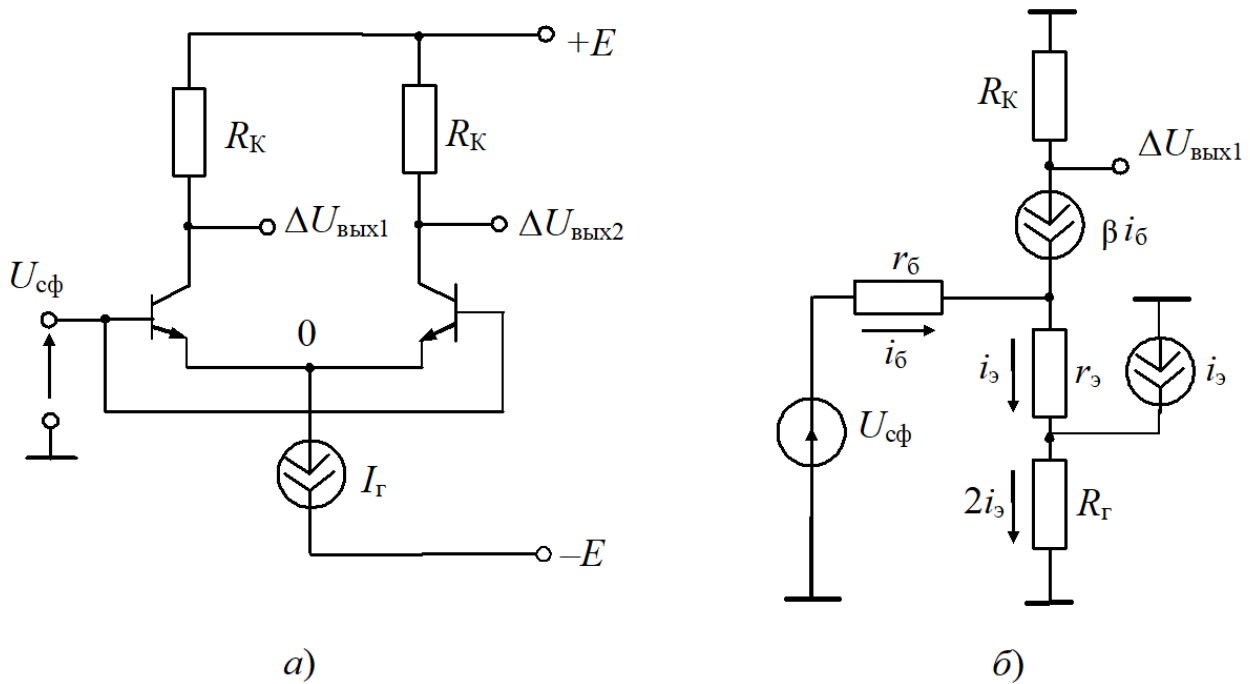 +E
R_К
R_К
ΔU_вых1
ΔU_вых2
U_сф
0
I_г
–E
а)
R_К
ΔU_вых1
β i_б
r_б
i_б
i_э
r_э
i_э
U_сф
2i_э
R_г
б)